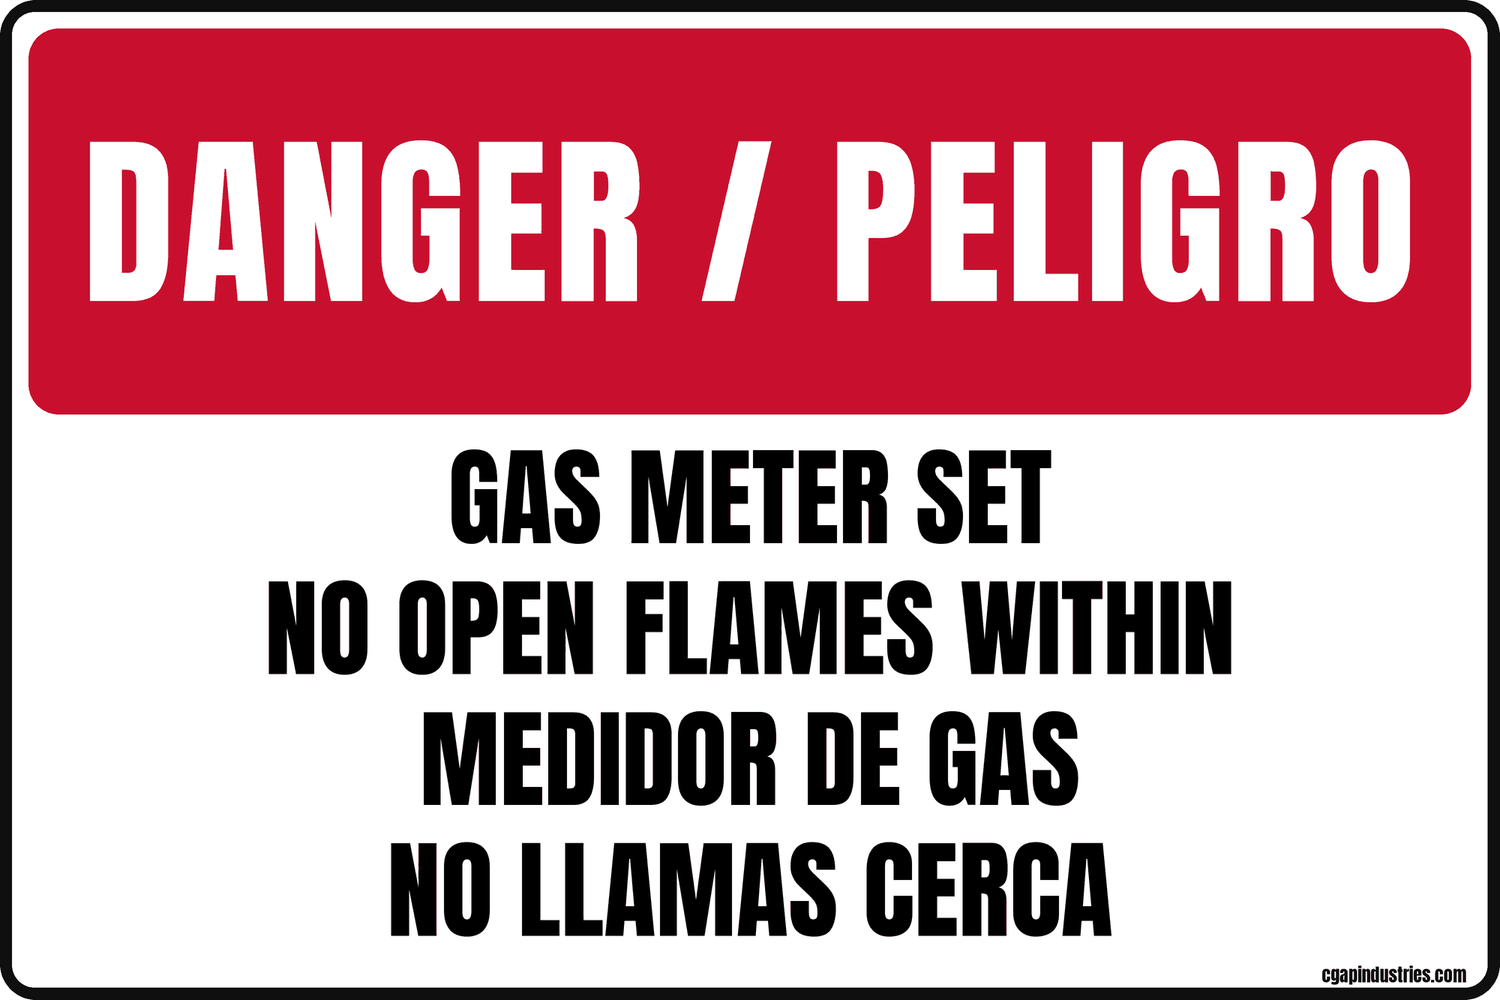 DANGER / PELIGRO
GAS METER SET
NO OPEN FLAMES WITHIN
MEDIDOR DE GAS
NO LLAMAS CERCA
cgapindustries.com